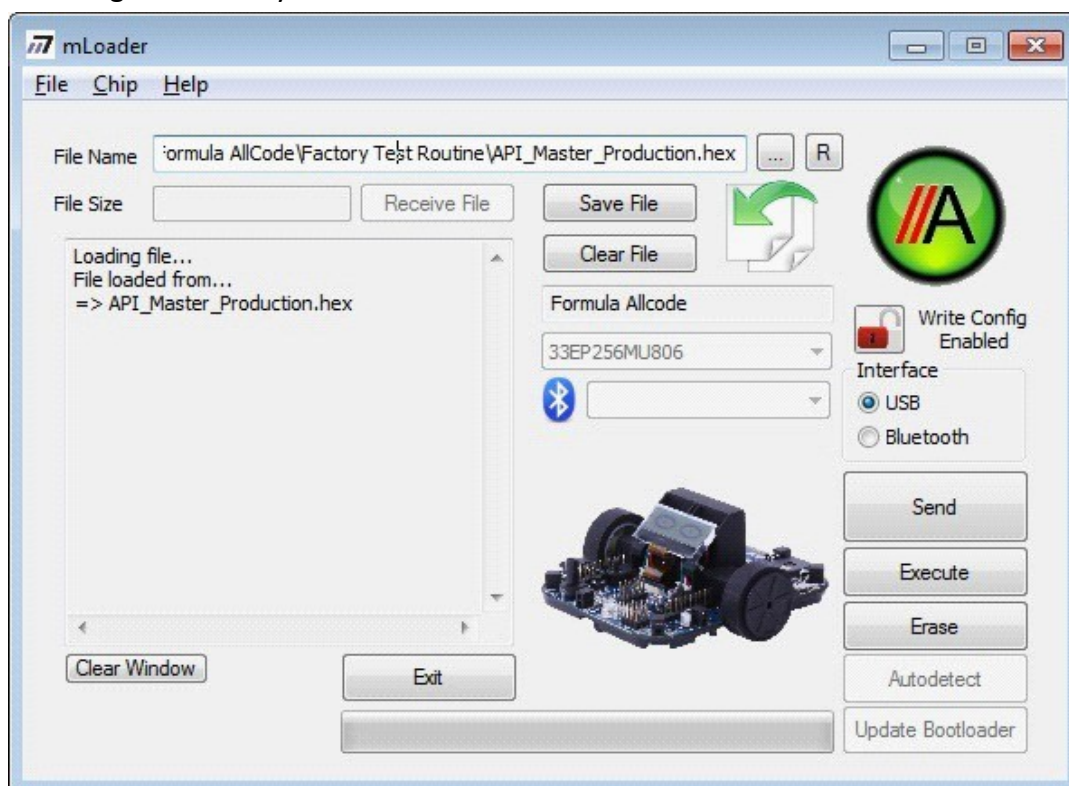 mLoader
File Chip Help
File Name ormula AllCode\Factory Test Routine\API_Master_Production.hex ... R
File Size Receive File Save File
Clear File
Loading file...
File loaded from...
=> API_Master_Production.hex
Formula Allcode
33EP256MU806
A
Write Config
Enabled
Interface
USB
Bluetooth
Send
Execute
Erase
Autodetect
Update Bootloader
Clear Window
Exit